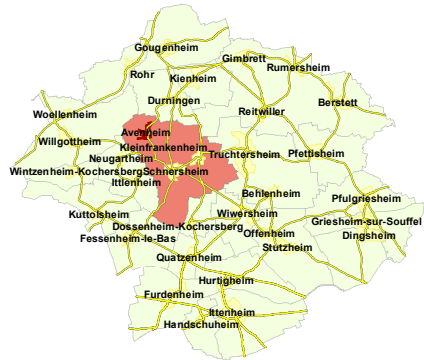 Gougenheim
Gimbrett
Rumersheim
Rohr
Kienheim
Durningen
Berstett
Woellenheim
Reitwiller
Avenheim
Willgottheim
Kleinfrankenheim
Neugartheim
Truchtersheim
Pfettisheim
Wintzenheim-Kochersberg
Schnersheim
Ittlenheim
Behlenheim
Pfulgriesheim
Kuttolsheim
Wiwersheim
Griesheim-sur-Souffel
Dossenheim-Kochersberg
Offenheim
Dingsheim
Fessenheim-le-Bas
Stutzheim
Quatzenheim
Hurtigheim
Furdenheim
Ittenheim
Handschuheim